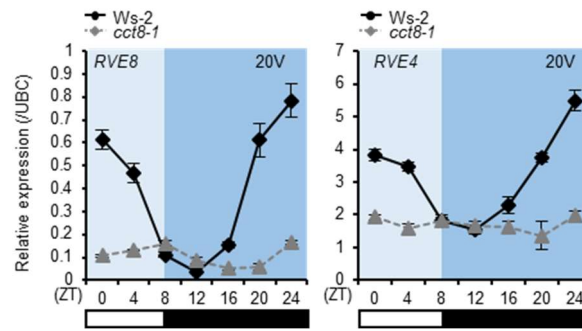 Ws-2
cct8-1
Ws-2
cct8-1
Relative expression (/UBC)
1
0.9
0.8
0.7
0.6
0.5
0.4
0.3
0.2
0.1
0
RVE8
20V
(ZT)
0 4 8 12 16 20 24
7
6
5
4
3
2
1
0
RVE4
20V
(ZT)
0 4 8 12 16 20 24